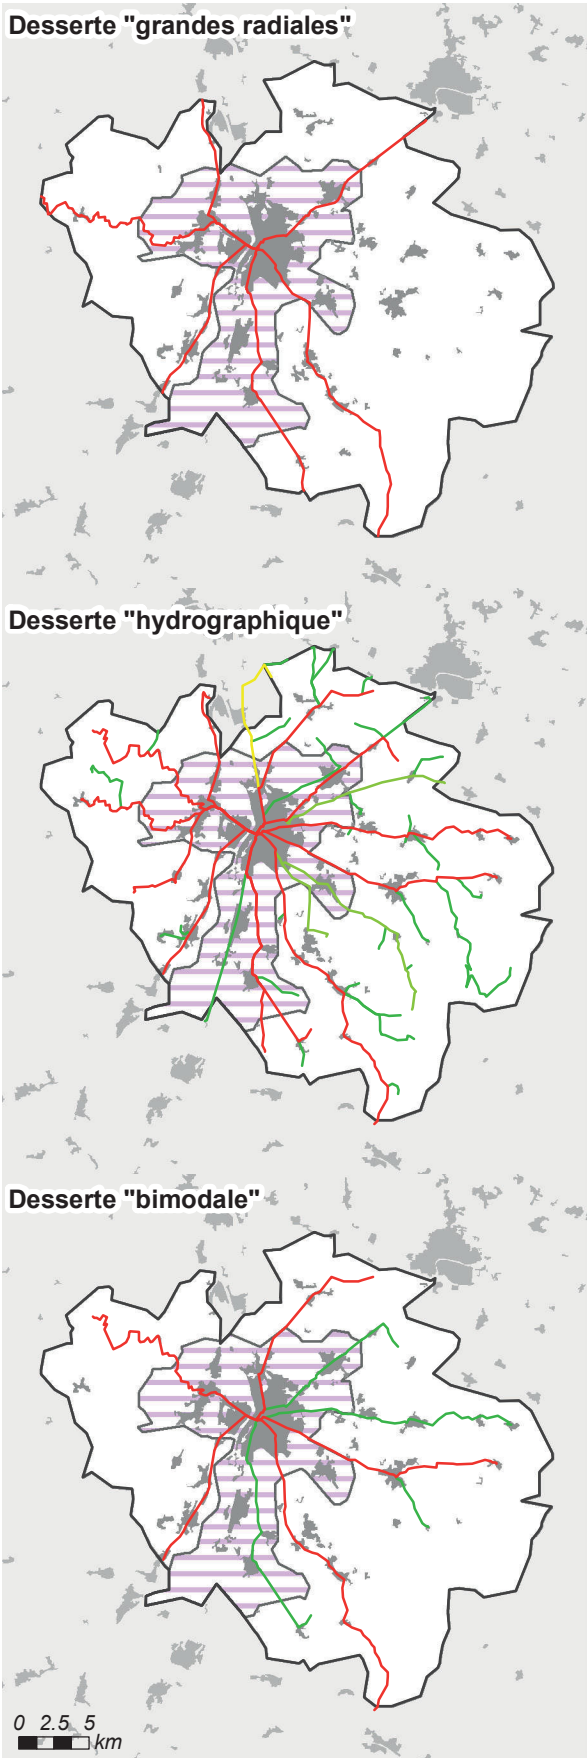 Desserte "grandes radiales"
Desserte "hydrographique"
Desserte "bimodale"
0 2.5 5
km